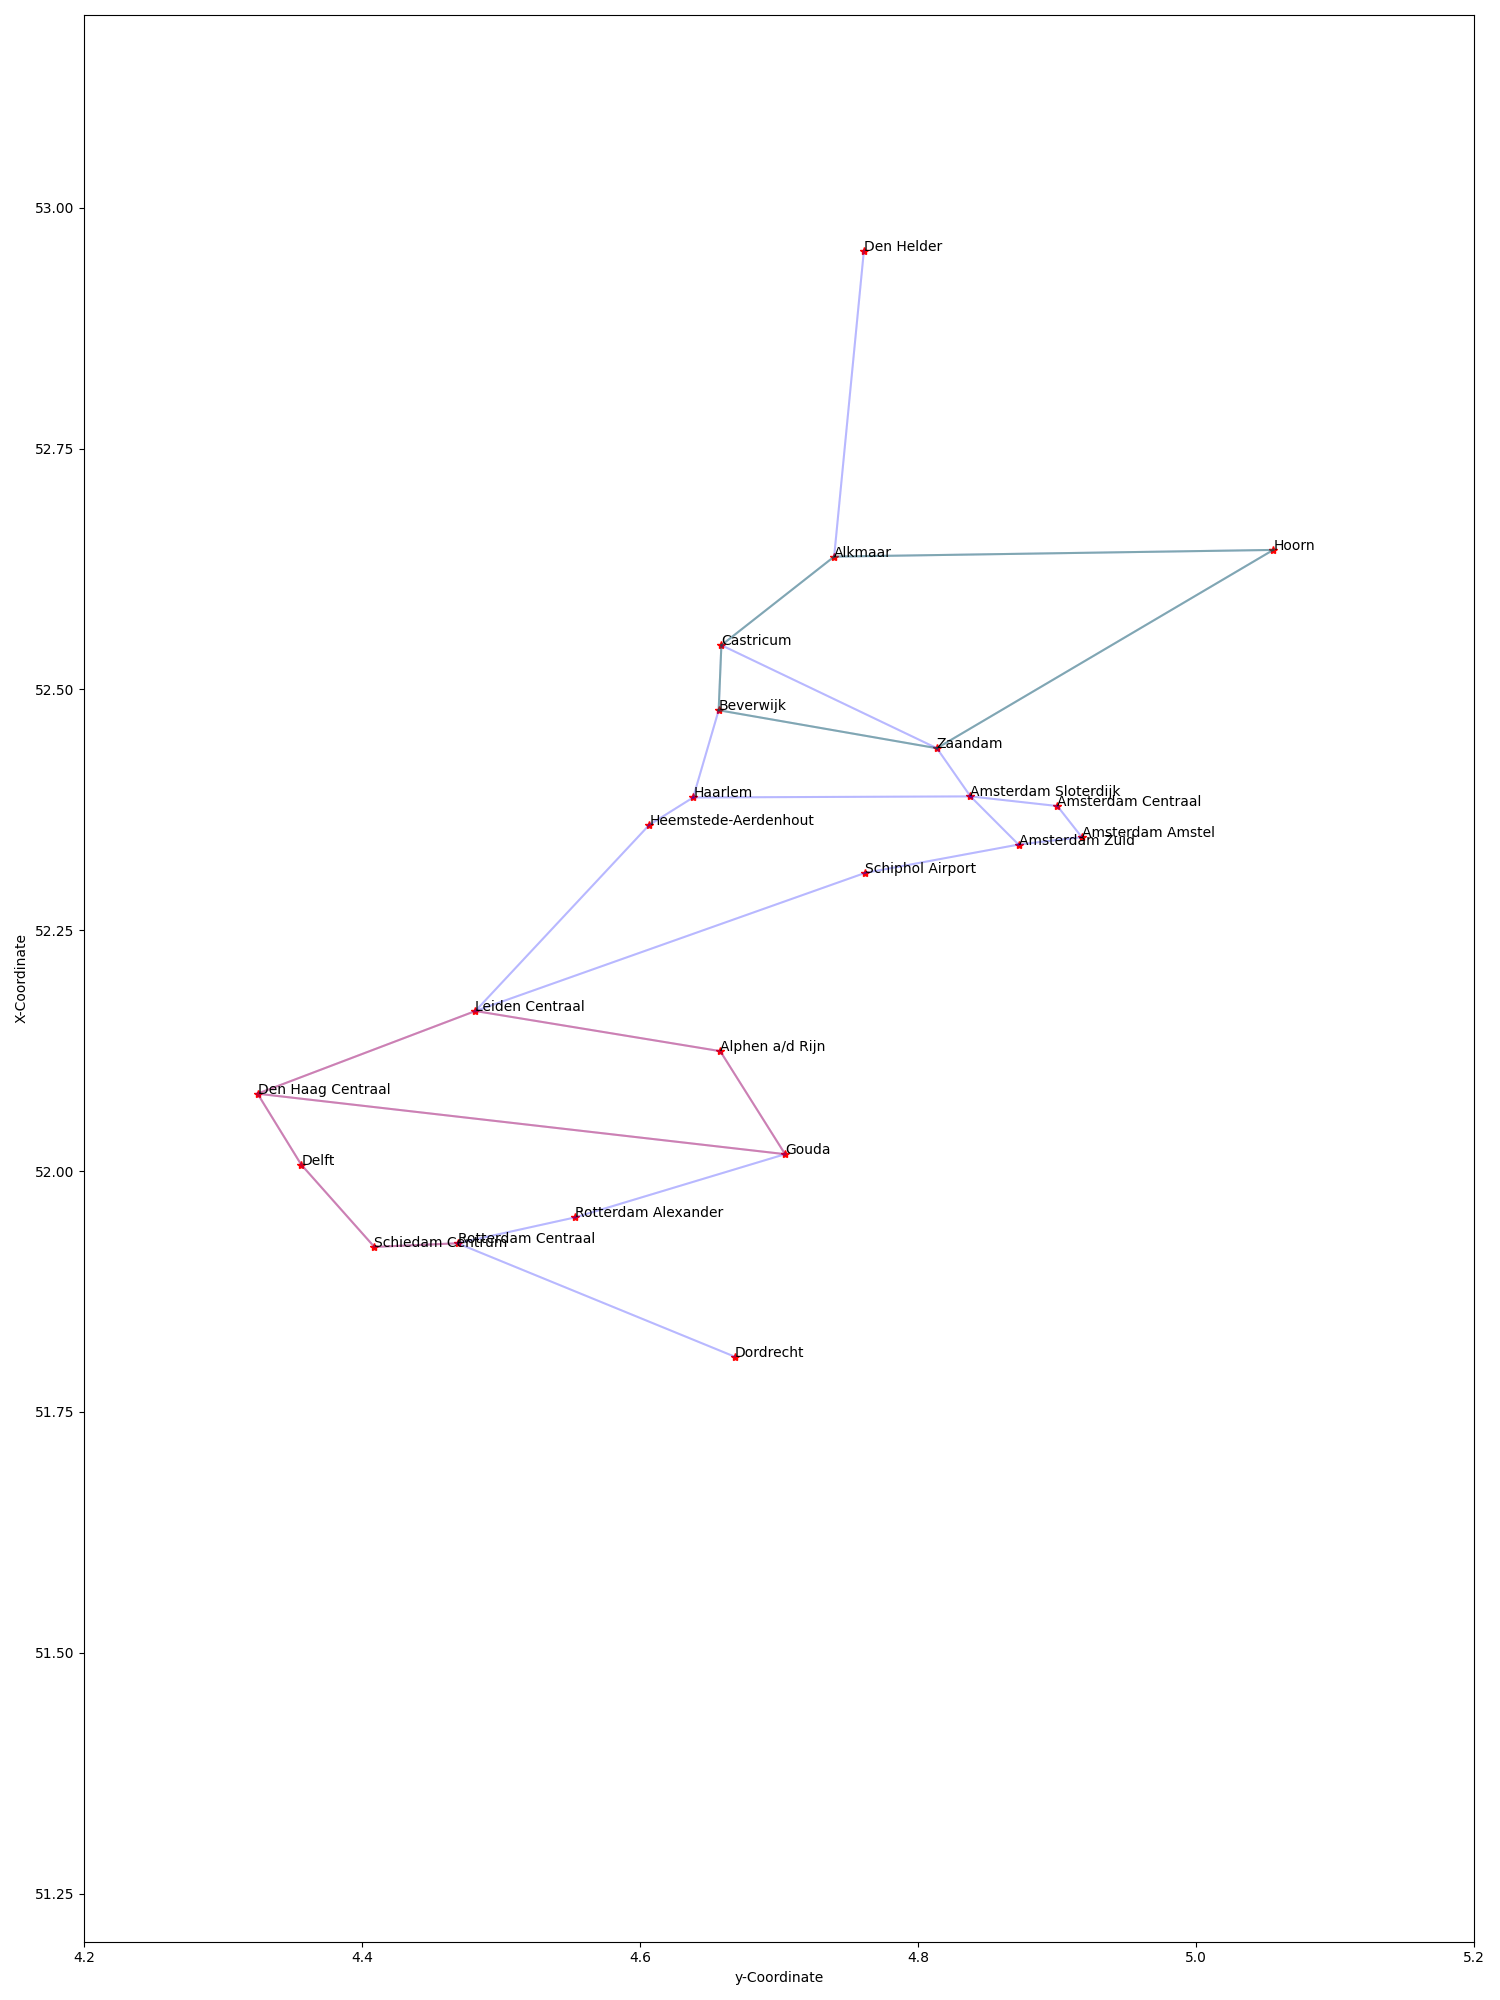 53.00
Den Helder
52.75
Hoorn
Alkmaar
Castricum
52.50
Beverwijk
Zaandam
Haarlem
Amsterdam Sloterdijk
Amsterdam Centraal
Heemstede-Aerdenhout
Amsterdam Amstel
Amsterdam Zuid
Schiphol Airport
52.25
X-Coordinate
Leiden Centraal
Alphen a/d Rijn
Den Haag Centraal
Gouda
Delft
52.00
Rotterdam Alexander
Rotterdam Centraal
Schiedam Centrum
Dordrecht
51.75
51.50
51.25
4.2 4.4 4.6 4.8 5.0 5.2
y-Coordinate